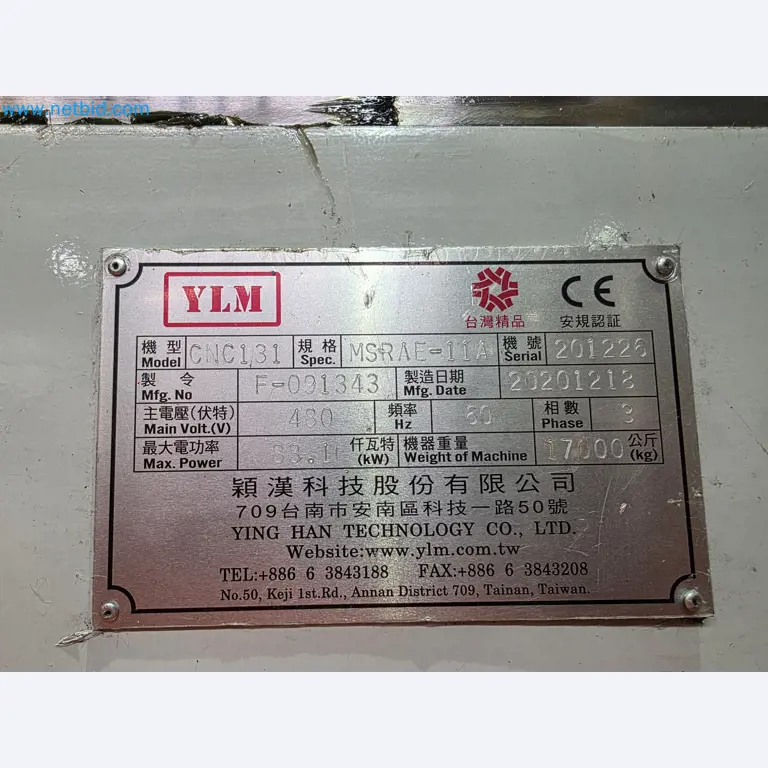 www.netbid.com
YLM
台灣精品
CE
安規認証
機型 Model CNC131 規格 Spec. MSRAE-11A 機號 Serial 201226
製令 Mfg. No F-091343 製造日期 Mfg. Date 20201218
主電壓(伏特) Main Volt.(V) 480 頻率 Hz 相數 Phase 3
最大電功率 Max. Power 仟瓦特 (kW) 機器重量 Weight of Machine 17000 公斤 (kg)
穎漢科技股份有限公司
709台南市安南區科技一路50號
YING HAN TECHNOLOGY CO., LTD.
Website:www.ylm.com.tw
TEL:+886 6 3843188 FAX:+886 6 3843208
No.50, Keji 1st.Rd., Annan District 709, Tainan, Taiwan.